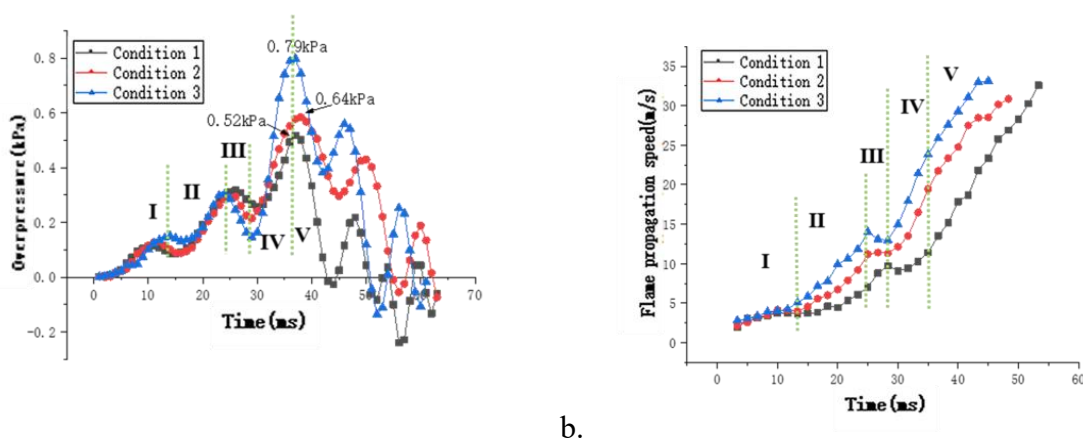 0.8
0.6
0.4
0.2
0.0
-0.2
Overpressure(kPa)
Condition 1
Condition 2
Condition 3
0.79kPa
0.64kPa
0.52kPa
I
II
III
IV
V
0 10 20 30 40 50 60 70
Time(ms)
35
30
25
20
15
10
5
0
Flame propagation speed(m/s)
Condition 1
Condition 2
Condition 3
I
II
III
IV
V
0 10 20 30 40 50 60
Time(ms)
b.